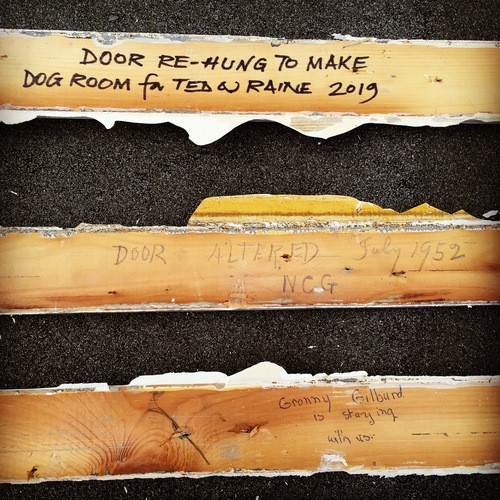 DOOR RE-HUNG TO MAKE
DOG ROOM for TED & RAINE 2019
DOOR ALTERED July 1952
NCG
Granny Gilburd
is staying
with us.